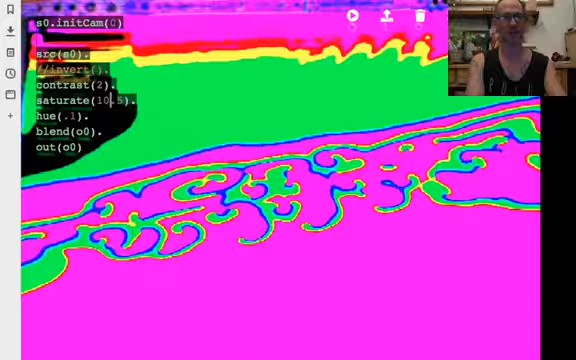 s0.initCam(0)
src(s0).
//invert().
contrast(2).
saturate(10.5).
hue(.1).
blend(o0).
out(o0)